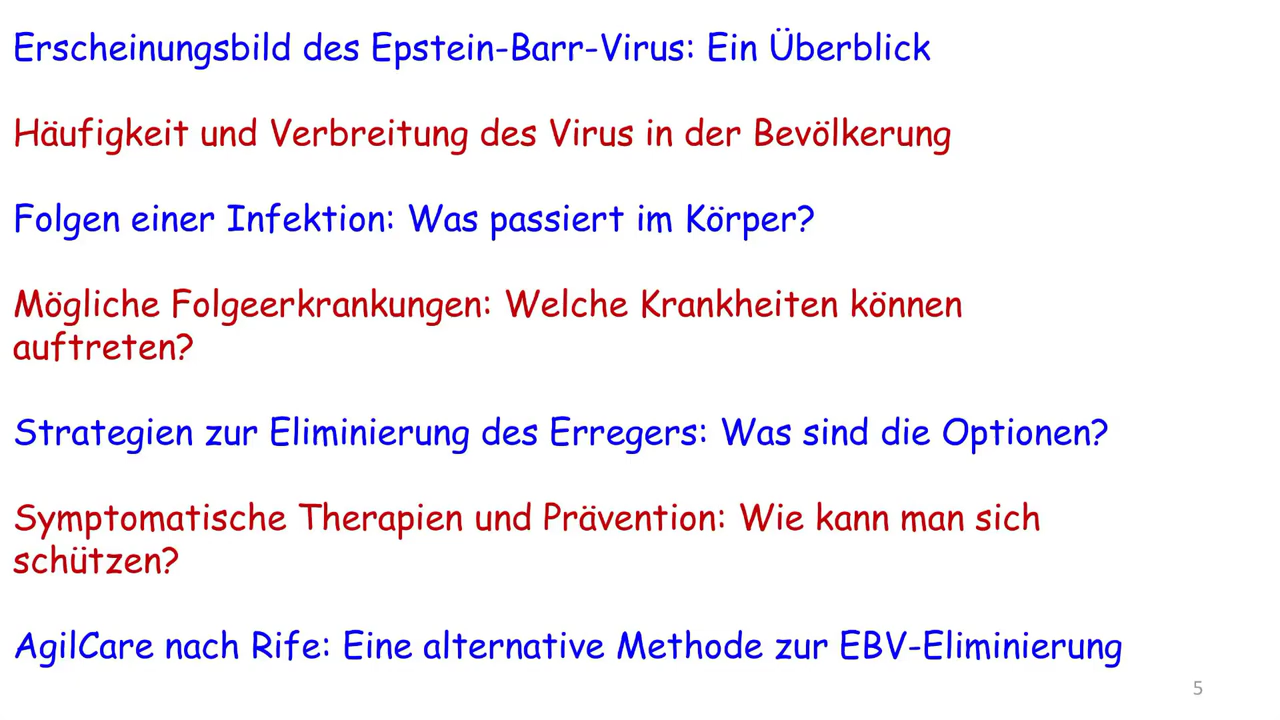 Erscheinungsbild des Epstein-Barr-Virus: Ein Überblick
Häufigkeit und Verbreitung des Virus in der Bevölkerung
Folgen einer Infektion: Was passiert im Körper?
Mögliche Folgeerkrankungen: Welche Krankheiten können
auftreten?
Strategien zur Eliminierung des Erregers: Was sind die Optionen?
Symptomatische Therapien und Prävention: Wie kann man sich
schützen?
AgilCare nach Rife: Eine alternative Methode zur EBV-Eliminierung
5